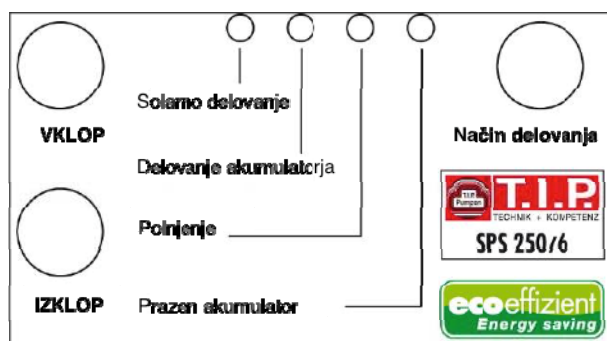 Solarno delovanje
VKLOP
Način delovanja
Delovanje akumulatorja
T.I.P.
Pumpen
T.I.P.
TECHNIK + KOMPETENZ
Polnjenje
SPS 250/6
IZKLOP
Prazen akumulator
ecoeffizient
Energy saving